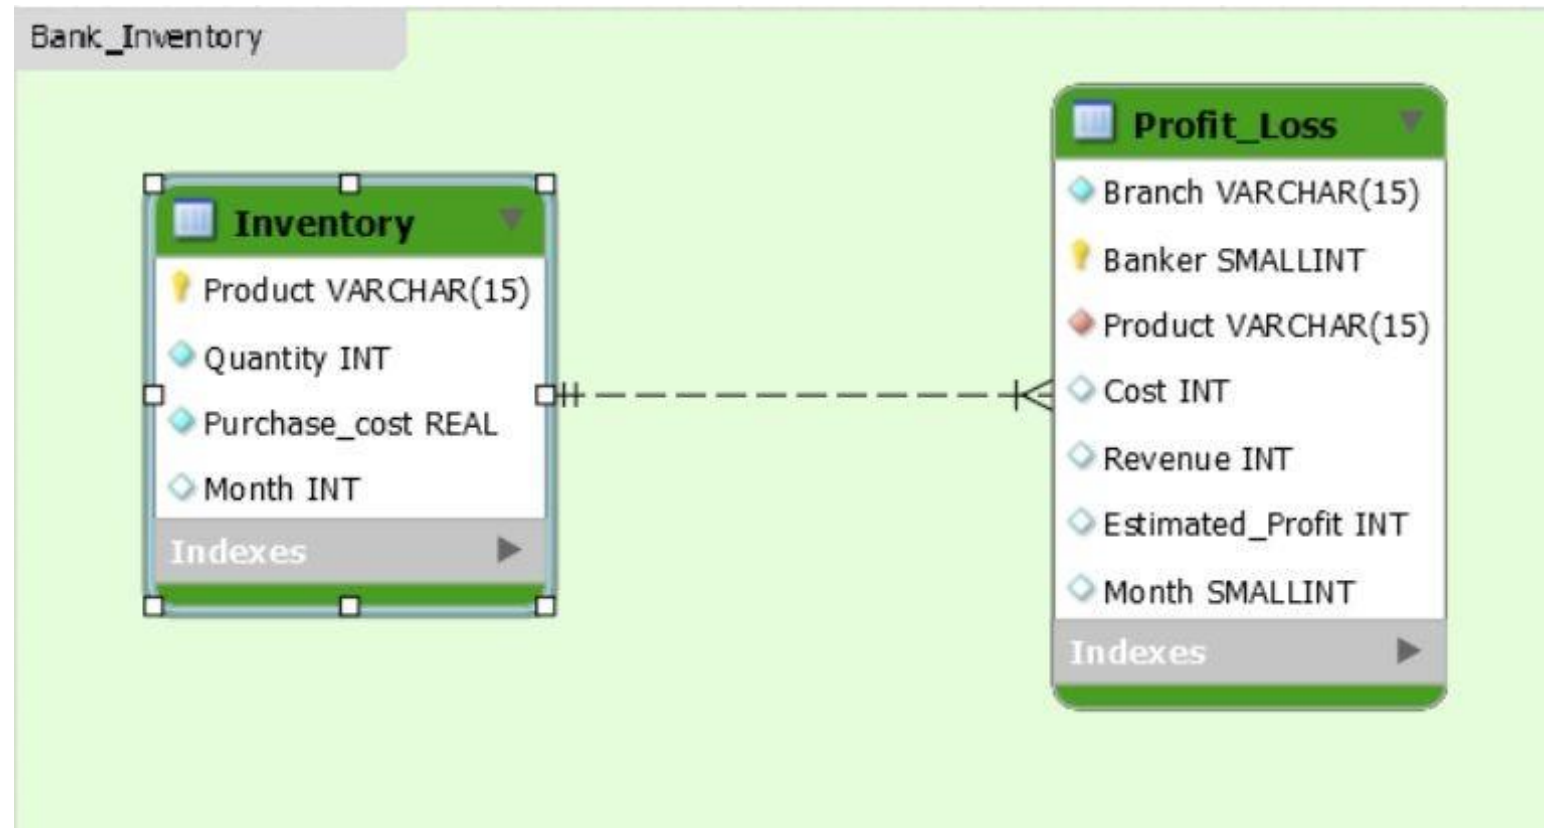 Bank_Inventory
Inventory
Product VARCHAR(15)
Quantity INT
Purchase_cost REAL
Month INT
Indexes
Profit_Loss
Branch VARCHAR(15)
Banker SMALLINT
Product VARCHAR(15)
Cost INT
Revenue INT
Estimated_Profit INT
Month SMALLINT
Indexes